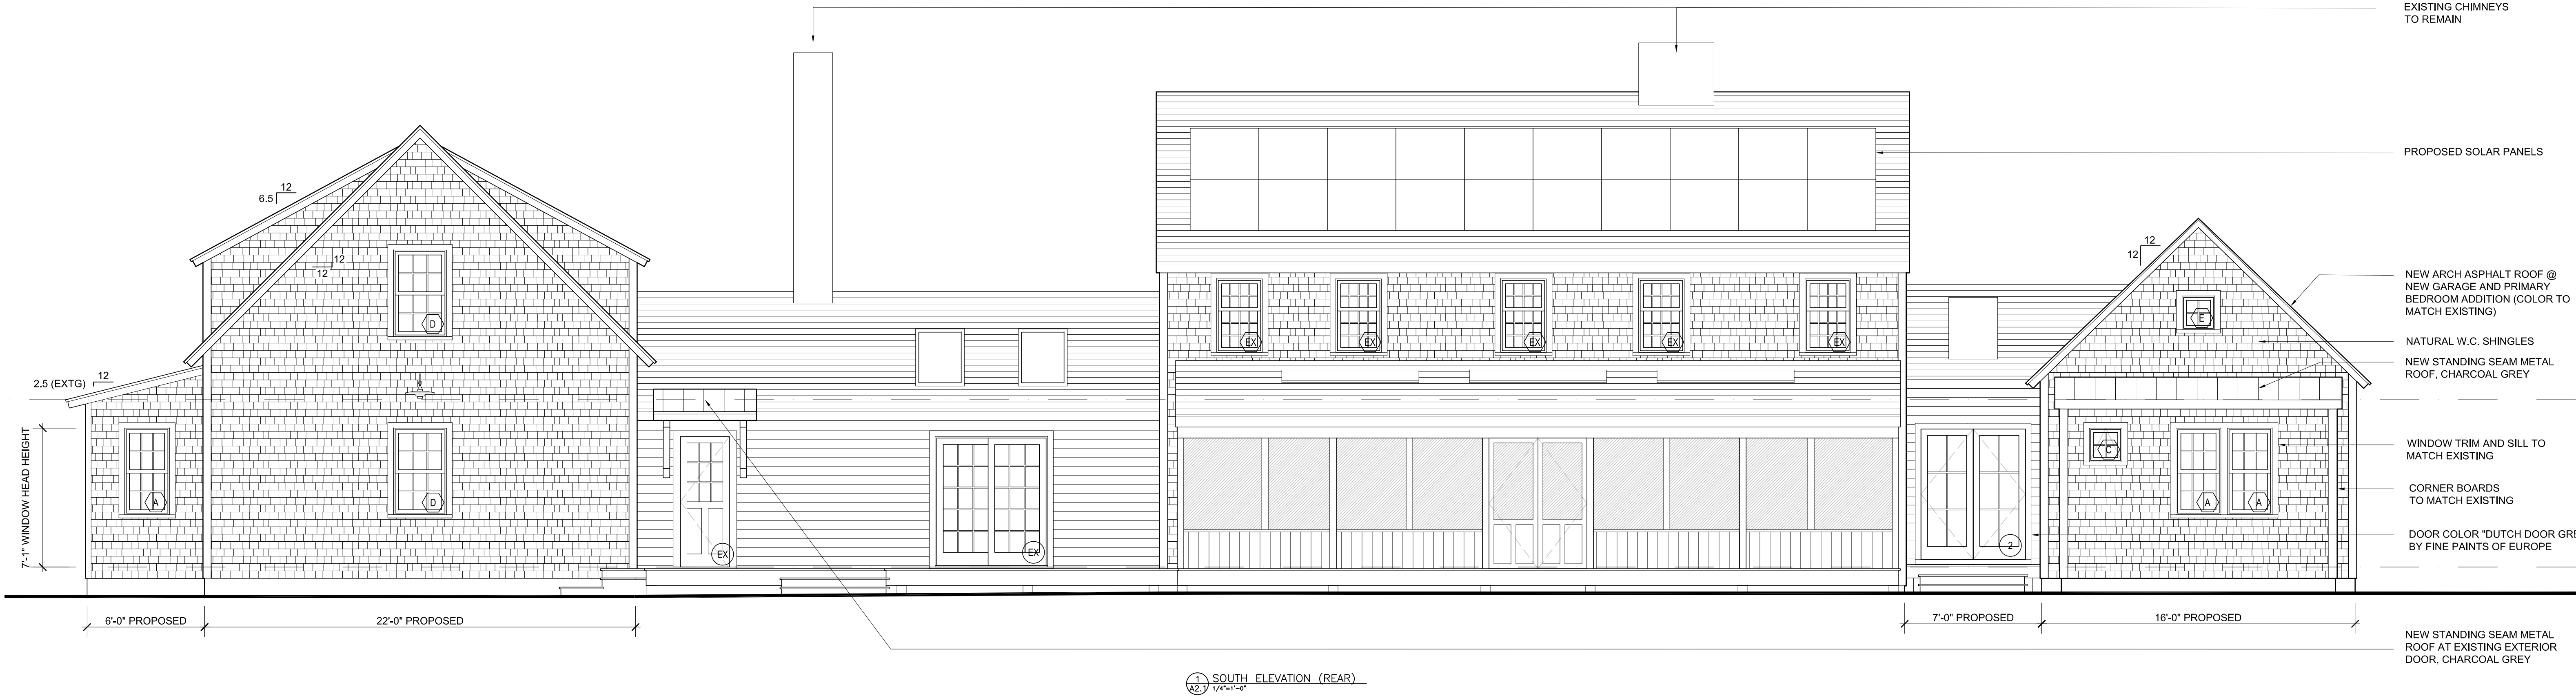 EXISTING CHIMNEYS
TO REMAIN
PROPOSED SOLAR PANELS
12
6.5
12
12
12
12
NEW ARCH ASPHALT ROOF @
NEW GARAGE AND PRIMARY
BEDROOM ADDITION (COLOR TO
MATCH EXISTING)
E
D
EX
EX
EX
EX
EX
NATURAL W.C. SHINGLES
NEW STANDING SEAM METAL
ROOF, CHARCOAL GREY
2.5 (EXTG)
12
7'-1" WINDOW HEAD HEIGHT
WINDOW TRIM AND SILL TO
MATCH EXISTING
C
A
D
A
A
CORNER BOARDS
TO MATCH EXISTING
EX
EX
2
DOOR COLOR "DUTCH DOOR
BY FINE PAINTS OF EUROPE
6'-0" PROPOSED
22'-0" PROPOSED
7'-0" PROPOSED
16'-0" PROPOSED
NEW STANDING SEAM METAL
ROOF AT EXISTING EXTERIOR
DOOR, CHARCOAL GREY
1
A2.1
SOUTH ELEVATION (REAR)
1/4"=1'-0"